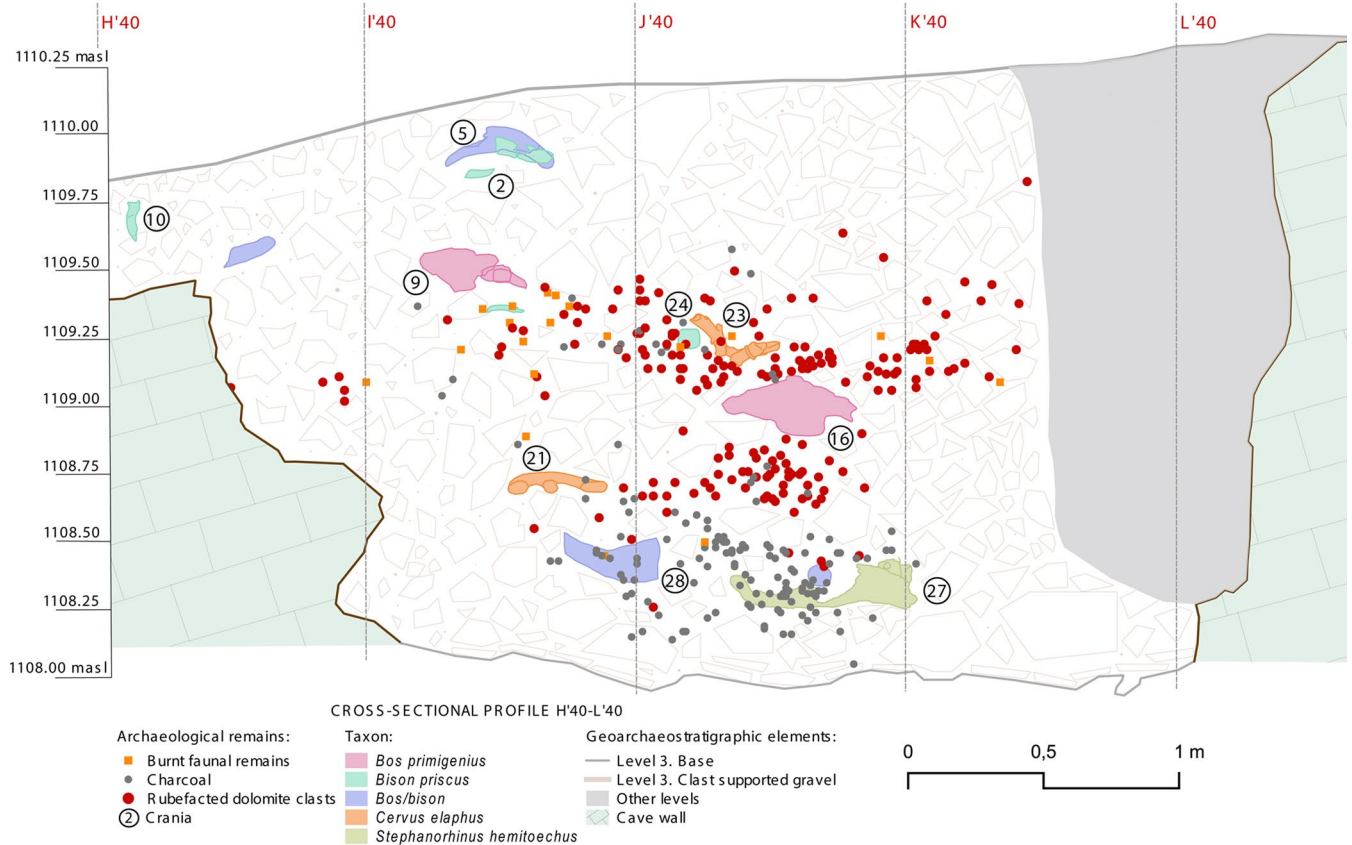 H'40
I'40
J'40
K'40
L'40
1110.25 masl
1110.00
1109.75
1109.50
1109.25
1109.00
1108.75
1108.50
1108.25
1108.00 masl
5
2
10
9
24
23
16
21
28
27
CROSS-SECTIONAL PROFILE H'40-L'40
Archaeological remains:
Burnt faunal remains
Charcoal
Rubefacted dolomite clasts
2 Crania
Taxon:
Bos primigenius
Bison priscus
Bos/bison
Cervus elaphus
Stephanorhinus hemitoechus
Geoarchaeostratigraphic elements:
Level 3. Base
Level 3. Clast supported gravel
Other levels
Cave wall
0 0,5 1 m